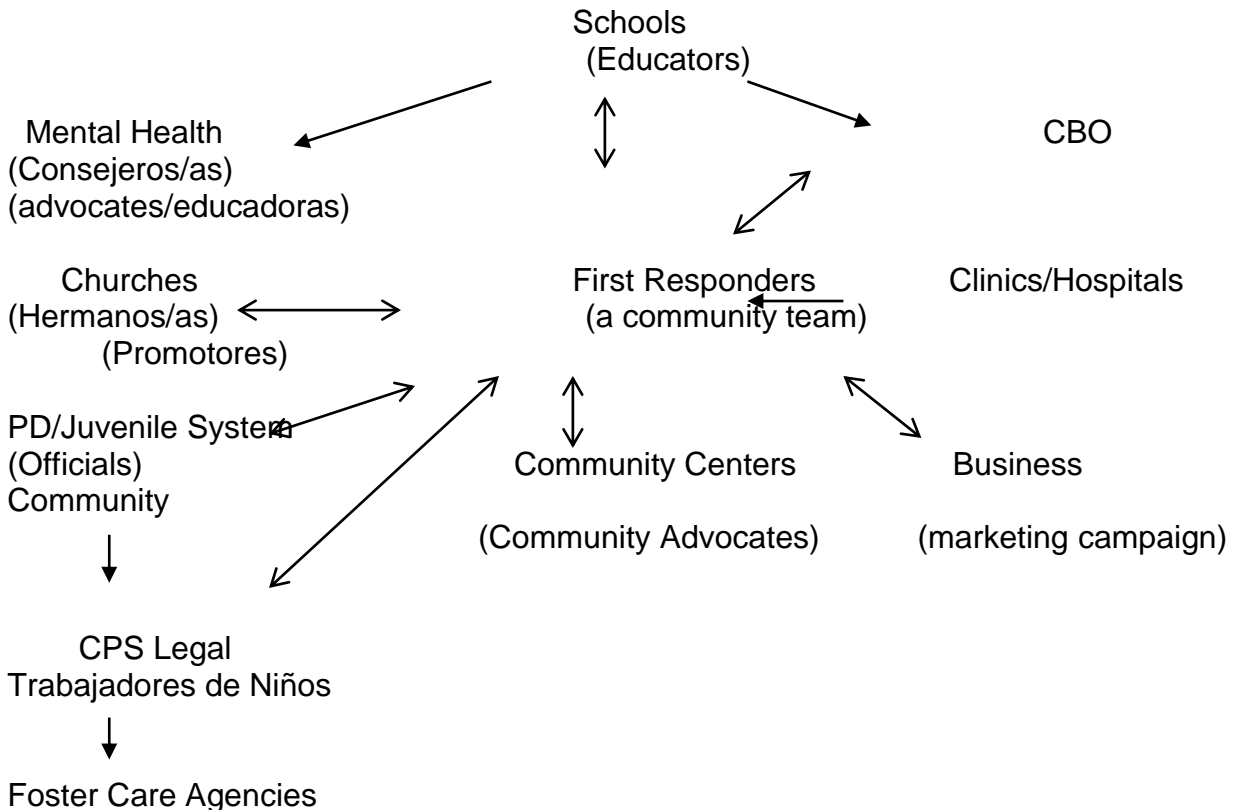 Schools
(Educators)
Mental Health
CBO
(Consejeros/as)
(advocates/educadoras)
Churches
First Responders
Clinics/Hospitals
(Hermanos/as)
(a community team)
(Promotores)
PD/Juvenile System
(Officials)
Community Centers
Business
Community
(Community Advocates)
(marketing campaign)
CPS Legal
Trabajadores de Niños
Foster Care Agencies